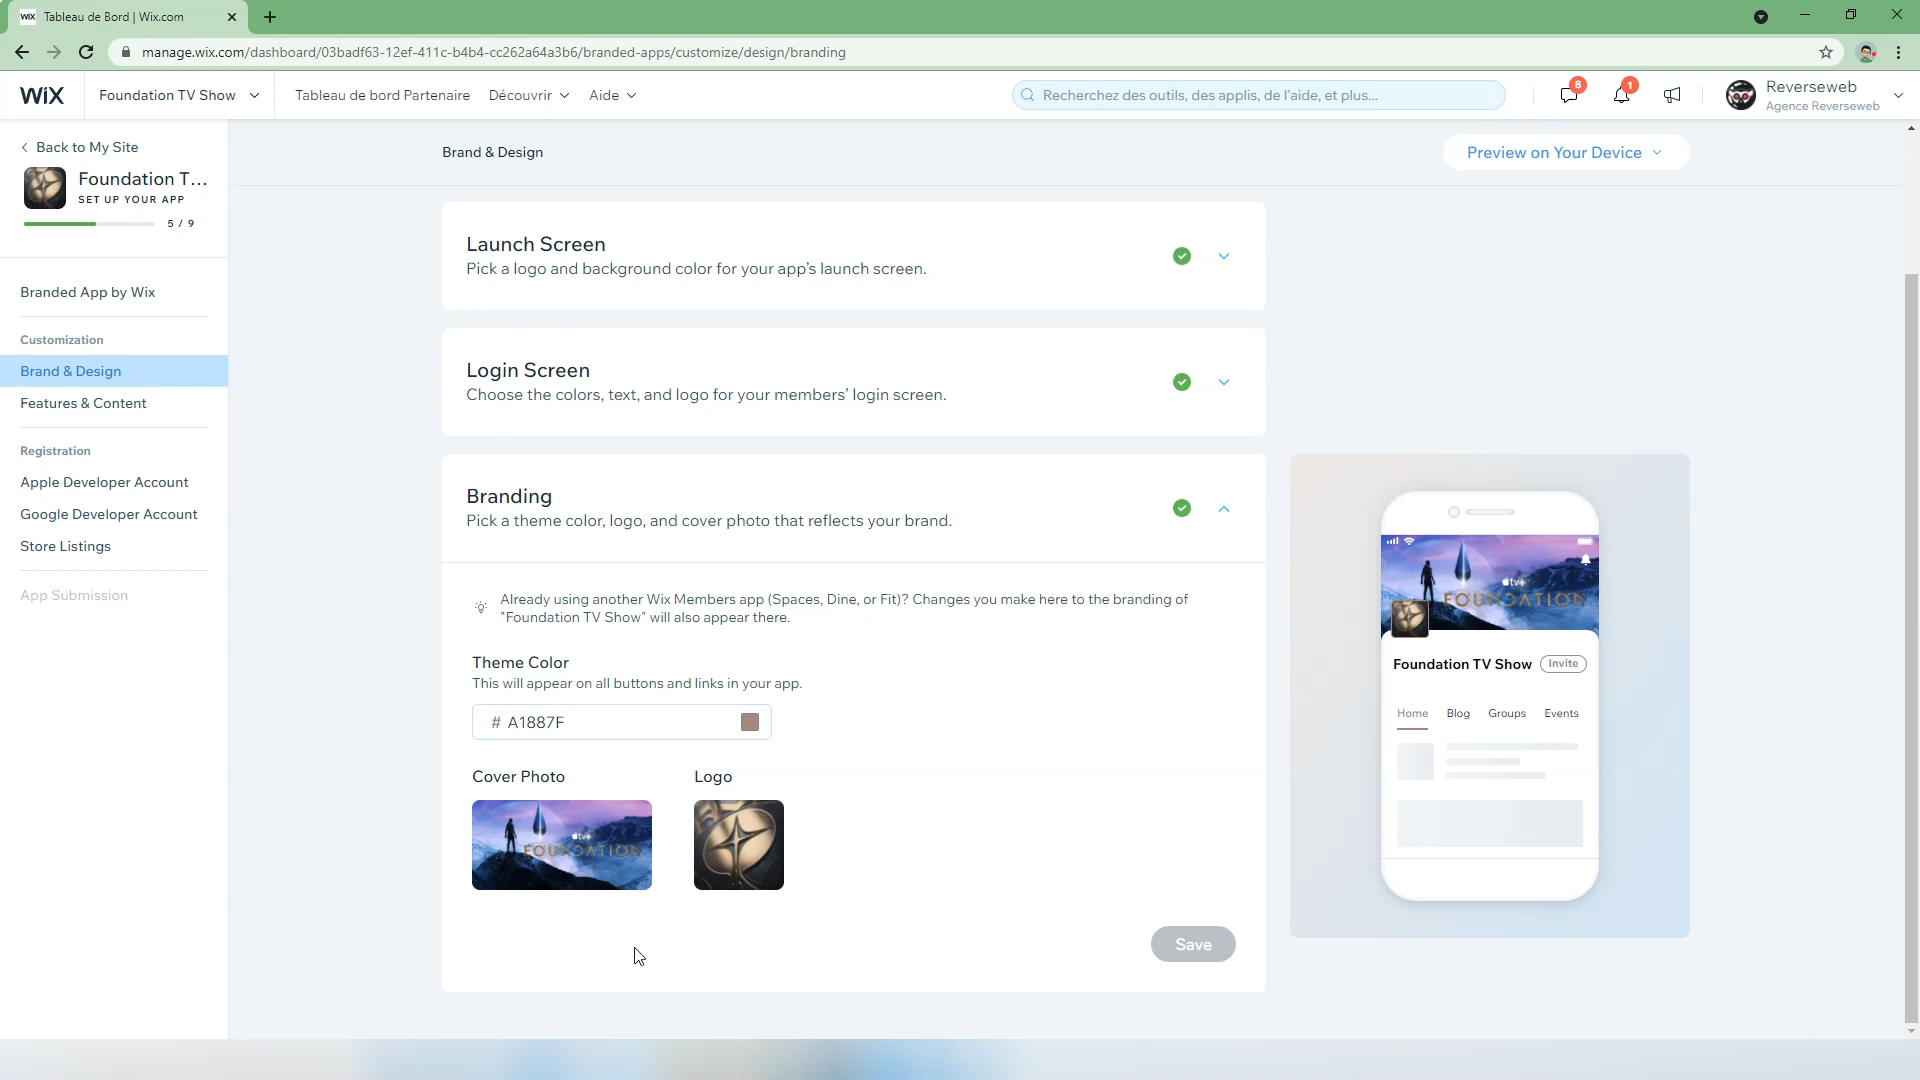 WiX Tableau de Bord | Wix.com
manage.wix.com/dashboard/03badf63-12ef-411c-b4b4-cc262a64a3b6/branded-apps/customize/design/branding
WiX
Foundation TV Show
Tableau de bord Partenaire
Découvrir
Aide
Recherchez des outils, des applis, de l'aide, et plus...
8
1
Reverseweb
Agence Reverseweb
Back to My Site
Foundation T...
SET UP YOUR APP
5 / 9
Branded App by Wix
Customization
Brand & Design
Features & Content
Registration
Apple Developer Account
Google Developer Account
Store Listings
App Submission
Brand & Design
Preview on Your Device
Launch Screen
Pick a logo and background color for your app's launch screen.
Login Screen
Choose the colors, text, and logo for your members' login screen.
Branding
Pick a theme color, logo, and cover photo that reflects your brand.
Already using another Wix Members app (Spaces, Dine, or Fit)? Changes you make here to the branding of
"Foundation TV Show" will also appear there.
Theme Color
This will appear on all buttons and links in your app.
# A1887F
Cover Photo
Logo
tv+
FOUNDATION
Save
tv+
FOUNDATION
Foundation TV Show
Invite
Home
Blog
Groups
Events